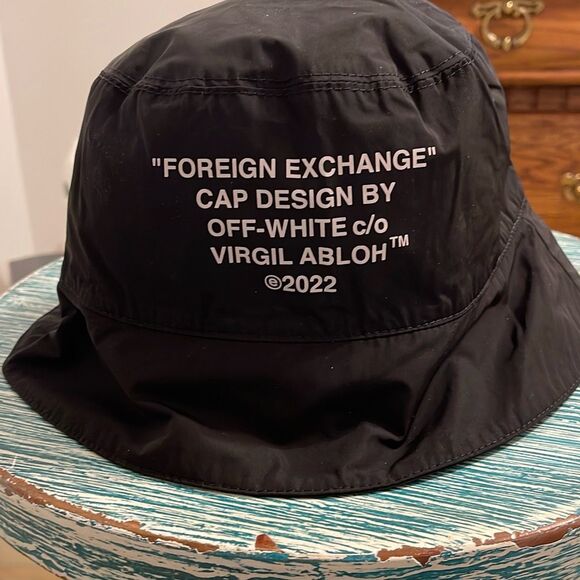 "FOREIGN EXCHANGE"
CAP DESIGN BY
OFF-WHITE c/o
VIRGIL ABLOH™
©2022